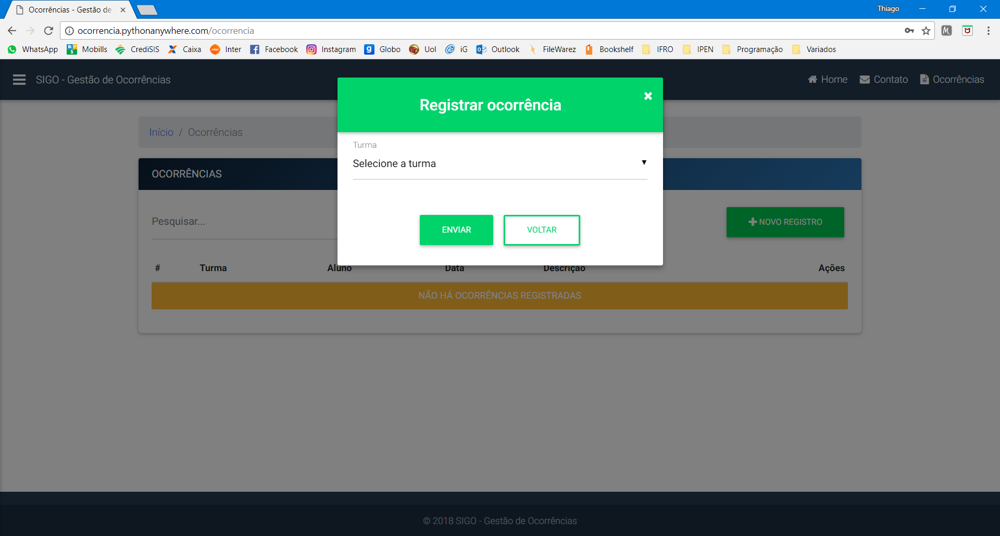 Ocorrências - Gestão de
Thiago
ocorrencia.pythonanywhere.com/ocorrencia
WhatsApp Mobills CrediSIS Caixa Inter Facebook Instagram Globo Uol iG Outlook FileWarez Bookshelf IFRO IPEN Programação Variados
SIGO - Gestão de Ocorrências
Home Contato Ocorrências
Registrar ocorrência
Início / Ocorrências
Turma
Selecione a turma
OCORRÊNCIAS
Pesquisar...
ENVIAR VOLTAR
NOVO REGISTRO
# Turma Aluno Data Descrição Ações
NÃO HÁ OCORRÊNCIAS REGISTRADAS
© 2018 SIGO - Gestão de Ocorrências